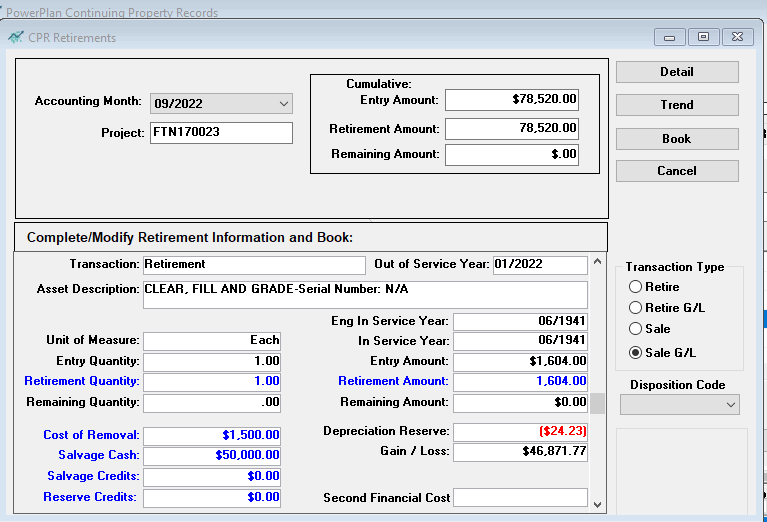 PowerPlan Continuing Property Records
CPR Retirements
Accounting Month: 09/2022
Project: FTN170023
Cumulative:
Entry Amount: $78,520.00
Retirement Amount: 78,520.00
Remaining Amount: $.00
Detail
Trend
Book
Cancel
Complete/Modify Retirement Information and Book:
Transaction: Retirement Out of Service Year: 01/2022
Asset Description: CLEAR, FILL AND GRADE-Serial Number: N/A
Eng In Service Year: 06/1941
Unit of Measure: Each In Service Year: 06/1941
Entry Quantity: 1.00 Entry Amount: $1,604.00
Retirement Quantity: 1.00 Retirement Amount: 1,604.00
Remaining Quantity: .00 Remaining Amount: $0.00
Cost of Removal: $1,500.00 Depreciation Reserve: ($24.23)
Salvage Cash: $50,000.00 Gain / Loss: $46,871.77
Salvage Credits: $0.00
Reserve Credits: $0.00 Second Financial Cost
Transaction Type
Retire
Retire G/L
Sale
Sale G/L
Disposition Code